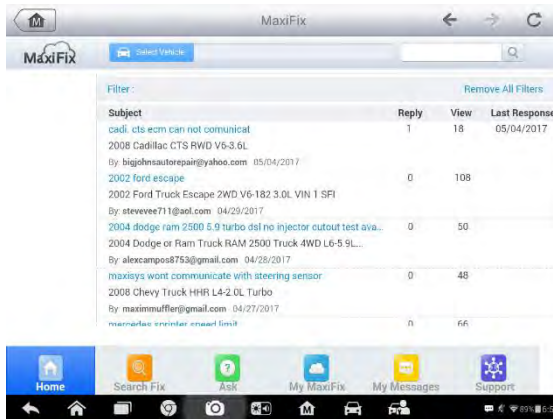 MaxiFix
MaxiFix
Select Vehicle
Filter :
Remove All Filters
Subject Reply View Last Response
cadi. cts ecm can not comunicat 1 18 05/04/2017
2008 Cadillac CTS RWD V6-3.6L
By: bigjohnsautorepair@yahoo.com 05/04/2017
2002 ford escape 0 108
2002 Ford Truck Escape 2WD V6-182 3.0L VIN 1 SFI
By: stevevee711@aol.com 04/29/2017
2004 dodge ram 2500 5.9 turbo dsl no injector cutout test ava... 0 50
2004 Dodge or Ram Truck RAM 2500 Truck 4WD L6-5.9L...
By: alexcampos8753@gmail.com 04/28/2017
maxisys wont communicate with steering sensor 0 48
2008 Chevy Truck HHR L4-2.0L Turbo
By: maximmuffler@gmail.com 04/27/2017
mercedes sprinter speed limit 0 66
Home Search Fix Ask My MaxiFix My Messages Support
89%